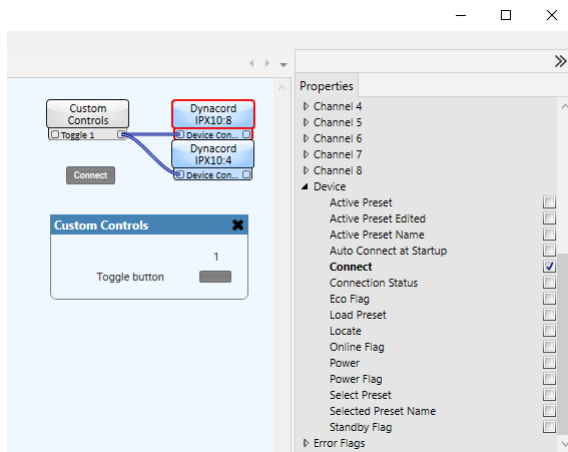 Properties
Custom
Controls
Toggle 1
Dynacord
IPX10:8
Device Con...
Dynacord
IPX10:4
Device Con...
Connect
Custom Controls
1
Toggle button
Channel 4
Channel 5
Channel 6
Channel 7
Channel 8
Device
Active Preset
Active Preset Edited
Active Preset Name
Auto Connect at Startup
Connect
Connection Status
Eco Flag
Load Preset
Locate
Online Flag
Power
Power Flag
Select Preset
Selected Preset Name
Standby Flag
Error Flags